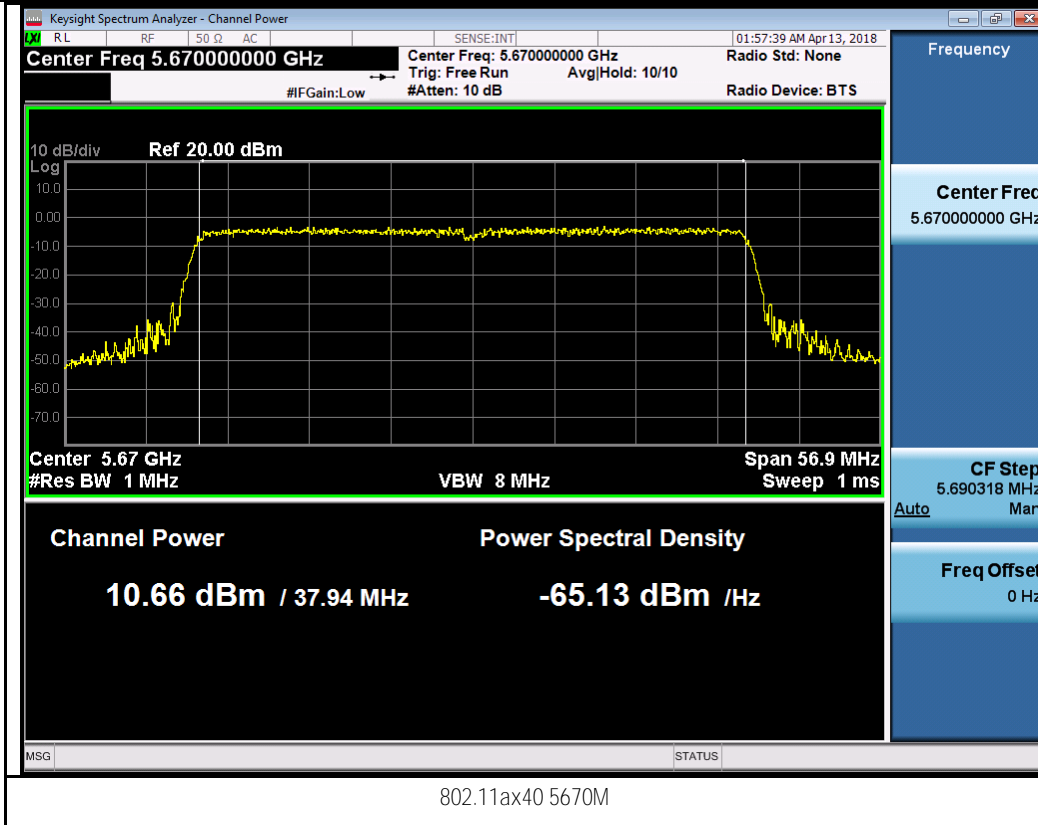 Keysight Spectrum Analyzer - Channel Power
LXI RL RF 50 Ω AC SENSE:INT 01:57:39 AM Apr 13, 2018
Center Freq 5.670000000 GHz
Center Freq: 5.670000000 GHz
Radio Std: None
Trig: Free Run Avg|Hold: 10/10
#IFGain:Low
#Atten: 10 dB
Radio Device: BTS
10 dB/div Ref 20.00 dBm
Log
10.0
0.00
-10.0
-20.0
-30.0
-40.0
-50.0
-60.0
-70.0
Center 5.67 GHz Span 56.9 MHz
#Res BW 1 MHz VBW 8 MHz Sweep 1 ms
Channel Power Power Spectral Density
10.66 dBm / 37.94 MHz -65.13 dBm /Hz
Frequency
Center Freq
5.670000000 GHz
CF Step
5.690318 MHz
Auto Man
Freq Offset
0 Hz
MSG STATUS
802.11ax40 5670M